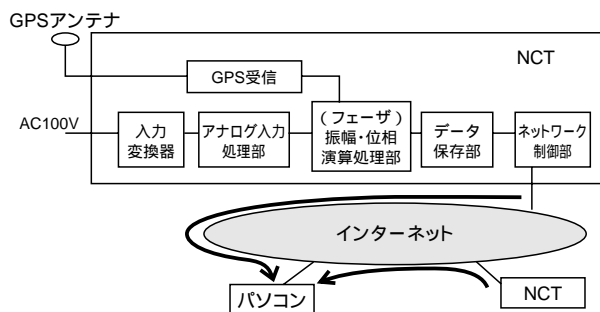 GPSアンテナ
NCT
GPS受信
AC100V
入力
変換器
アナログ入力
処理部
(フェーザ)
振幅・位相
演算処理部
データ
保存部
ネットワーク
制御部
インターネット
パソコン
NCT